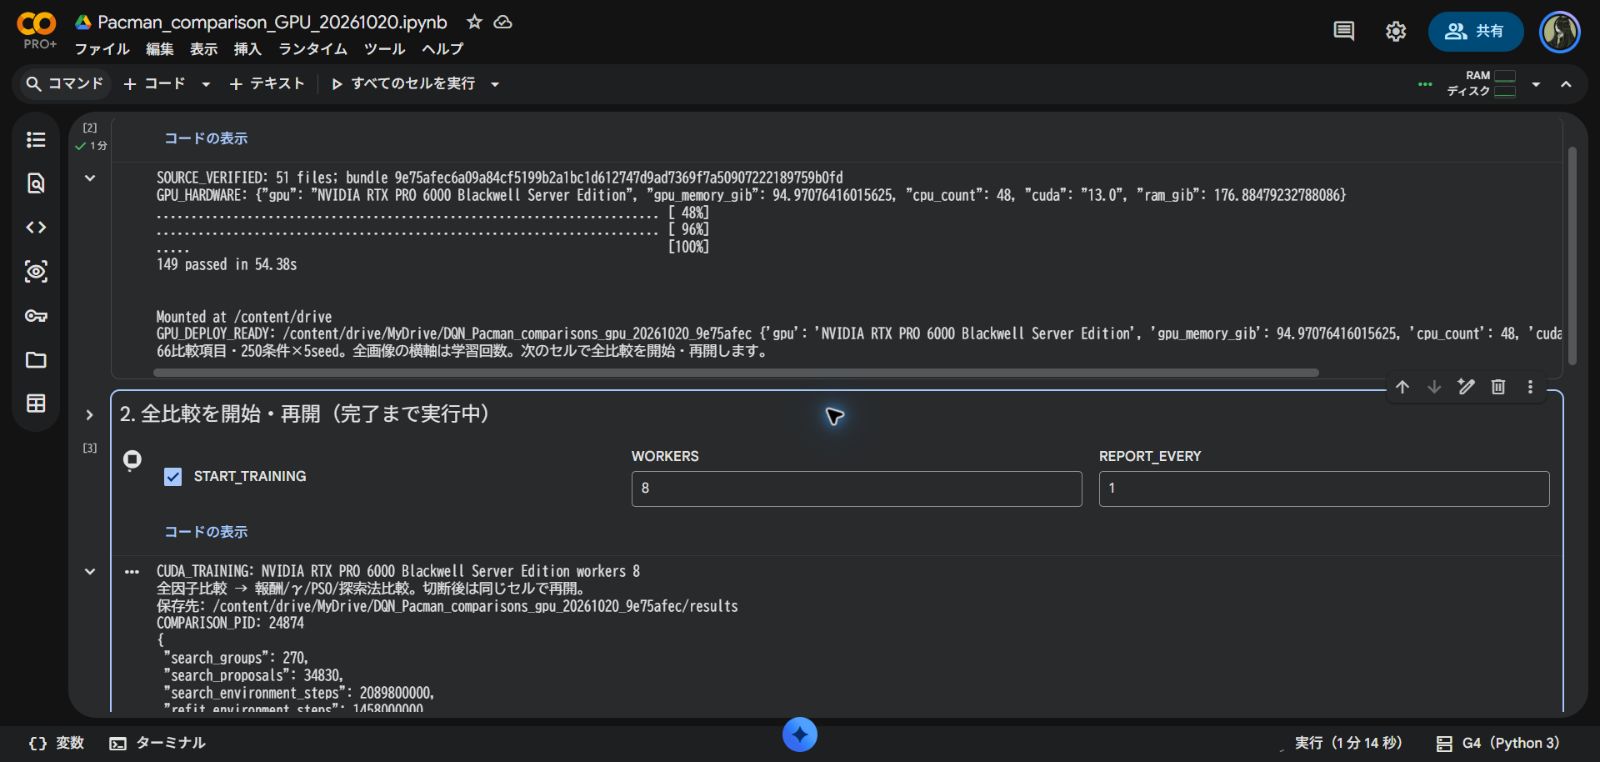 CO
PRO+
Pacman_comparison_GPU_20261020.ipynb
ファイル 編集 表示 挿入 ランタイム ツール ヘルプ
共有
コマンド + コード + テキスト すべてのセルを実行
RAM
ディスク
[2]
1 分
コードの表示
SOURCE_VERIFIED: 51 files; bundle 9e75afec6a09a84cf5199b2a1bc1d612747d9ad7369f7a50907222189759b0fd
GPU_HARDWARE: {"gpu": "NVIDIA RTX PRO 6000 Blackwell Server Edition", "gpu_memory_gib": 94.97076416015625, "cpu_count": 48, "cuda": "13.0", "ram_gib": 176.88479232788086}
........................................................................ [ 48%]
........................................................................ [ 96%]
..... [100%]
149 passed in 54.38s
Mounted at /content/drive
GPU_DEPLOY_READY: /content/drive/MyDrive/DQN_Pacman_comparisons_gpu_20261020_9e75afec {'gpu': 'NVIDIA RTX PRO 6000 Blackwell Server Edition', 'gpu_memory_gib': 94.97076416015625, 'cpu_count': 48, 'cuda
66比較項目・250条件×5seed。全画像の横軸は学習回数。次のセルで全比較を開始・再開します。
2. 全比較を開始・再開（完了まで実行中）
[3]
START_TRAINING
WORKERS
8
REPORT_EVERY
1
コードの表示
CUDA_TRAINING: NVIDIA RTX PRO 6000 Blackwell Server Edition workers 8
全因子比較 → 報酬/γ/PSO/探索法比較。切断後は同じセルで再開。
保存先: /content/drive/MyDrive/DQN_Pacman_comparisons_gpu_20261020_9e75afec/results
COMPARISON_PID: 24874
{
"search_groups": 270,
"search_proposals": 34830,
"search_environment_steps": 2089800000,
"refit_environment_steps": 1458000000
変数 ターミナル
実行（1 分 14 秒） G4（Python 3）